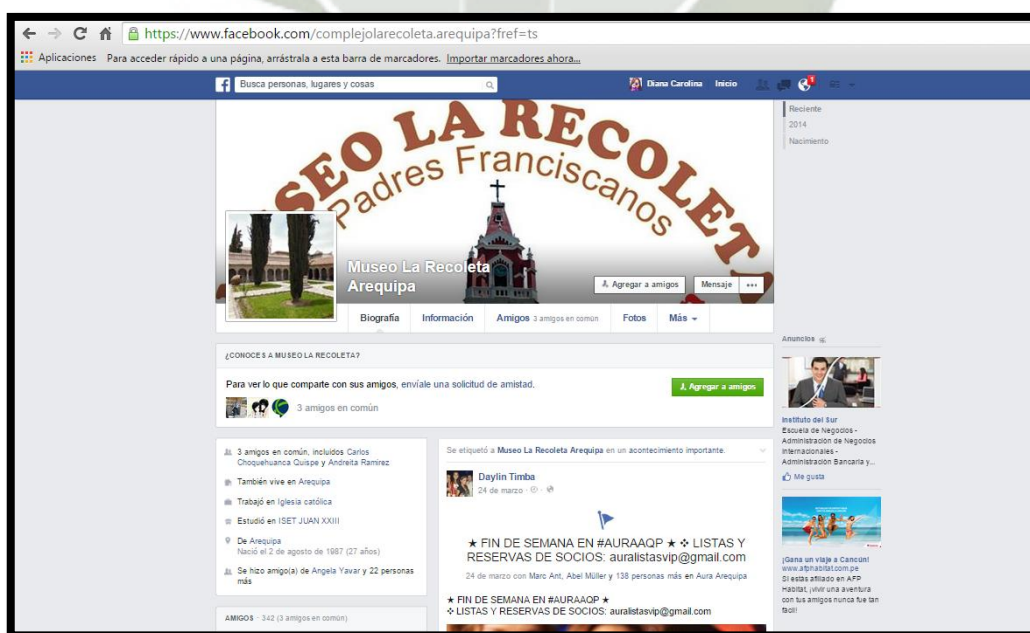 https://www.facebook.com/complejolarecoleta.arequipa?fref=ts
Aplicaciones Para acceder rápido a una página, arrástrala a esta barra de marcadores. Importar marcadores ahora...
Busca personas, lugares y cosas
Diana Carolina Inicio
Reciente
2014
Nacimiento
SEO LA RECOLETA
Padres Franciscanos
Museo La Recoleta
Arequipa
Agregar a amigos Mensaje
Biografía Información Amigos 3 amigos en común Fotos Más
¿CONOCES A MUSEO LA RECOLETA?
Para ver lo que comparte con sus amigos, envíale una solicitud de amistad.
Agregar a amigos
3 amigos en común
3 amigos en común, incluidos Carlos
Choquehuanca Quispe y Andreita Ramirez
También vive en Arequipa
Trabajó en Iglesia católica
Estudió en ISET JUAN XXIII
De Arequipa
Nació el 2 de agosto de 1987 (27 años)
Se hizo amigo(a) de Angela Yavar y 22 personas
más
AMIGOS · 342 (3 amigos en común)
Se etiquetó a Museo La Recoleta Arequipa en un acontecimiento importante.
Daylin Timba
24 de marzo
★ FIN DE SEMANA EN #AURAAQP ★ ❖ LISTAS Y
RESERVAS DE SOCIOS: auralistasvip@gmail.com
24 de marzo con Marc Ant, Abel Müller y 138 personas más en Aura Arequipa
★ FIN DE SEMANA EN #AURAAQP ★
❖ LISTAS Y RESERVAS DE SOCIOS: auralistasvip@gmail.com
Anuncios
Instituto del Sur
Escuela de Negocios -
Administración de Negocios
Internacionales -
Administración Bancaria y...
Me gusta
¡Gana un viaje a Cancún!
www.afphabitat.com.pe
Si estás afiliado en AFP
Habitat, ¡vivir una aventura
con tus amigos nunca fue tan
fácil!